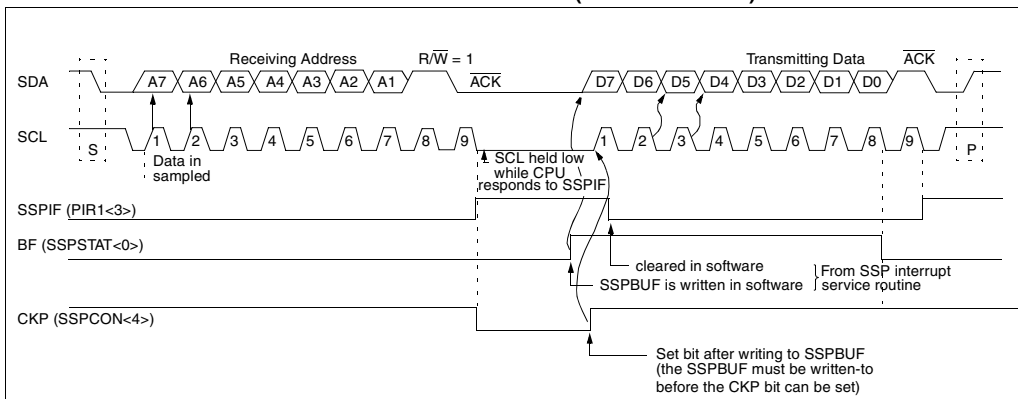 Receiving Address
R/W = 1
Transmitting Data
ACK
SDA
A7 A6 A5 A4 A3 A2 A1
ACK
D7 D6 D5 D4 D3 D2 D1 D0
SCL
S
1 2 3 4 5 6 7 8 9
1 2 3 4 5 6 7 8 9
P
Data in
sampled
SCL held low
while CPU
responds to SSPIF
SSPIF (PIR1<3>)
BF (SSPSTAT<0>)
cleared in software
SSPBUF is written in software
From SSP interrupt
service routine
CKP (SSPCON<4>)
Set bit after writing to SSPBUF
(the SSPBUF must be written-to
before the CKP bit can be set)